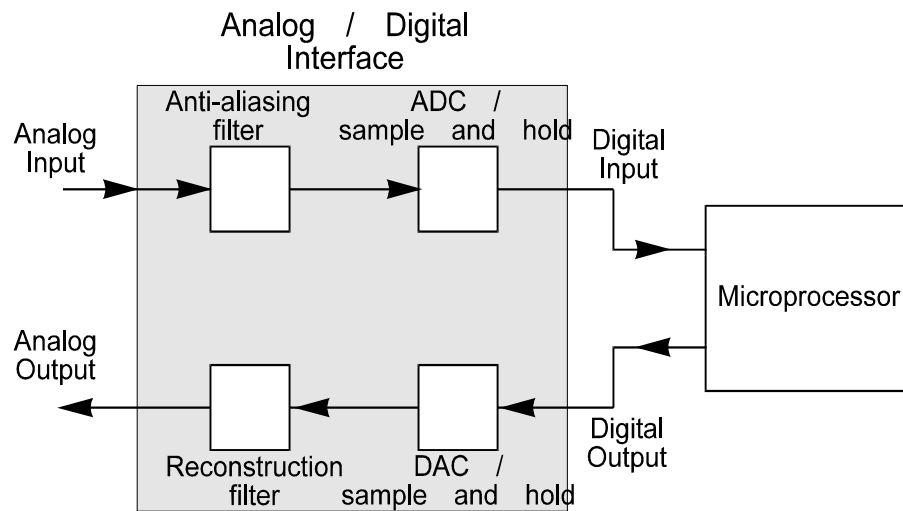 Analog / Digital
Interface
Anti-aliasing
filter
ADC /
sample and hold
Analog
Input
Digital
Input
Microprocessor
Analog
Output
Digital
Output
Reconstruction
filter
DAC /
sample and hold